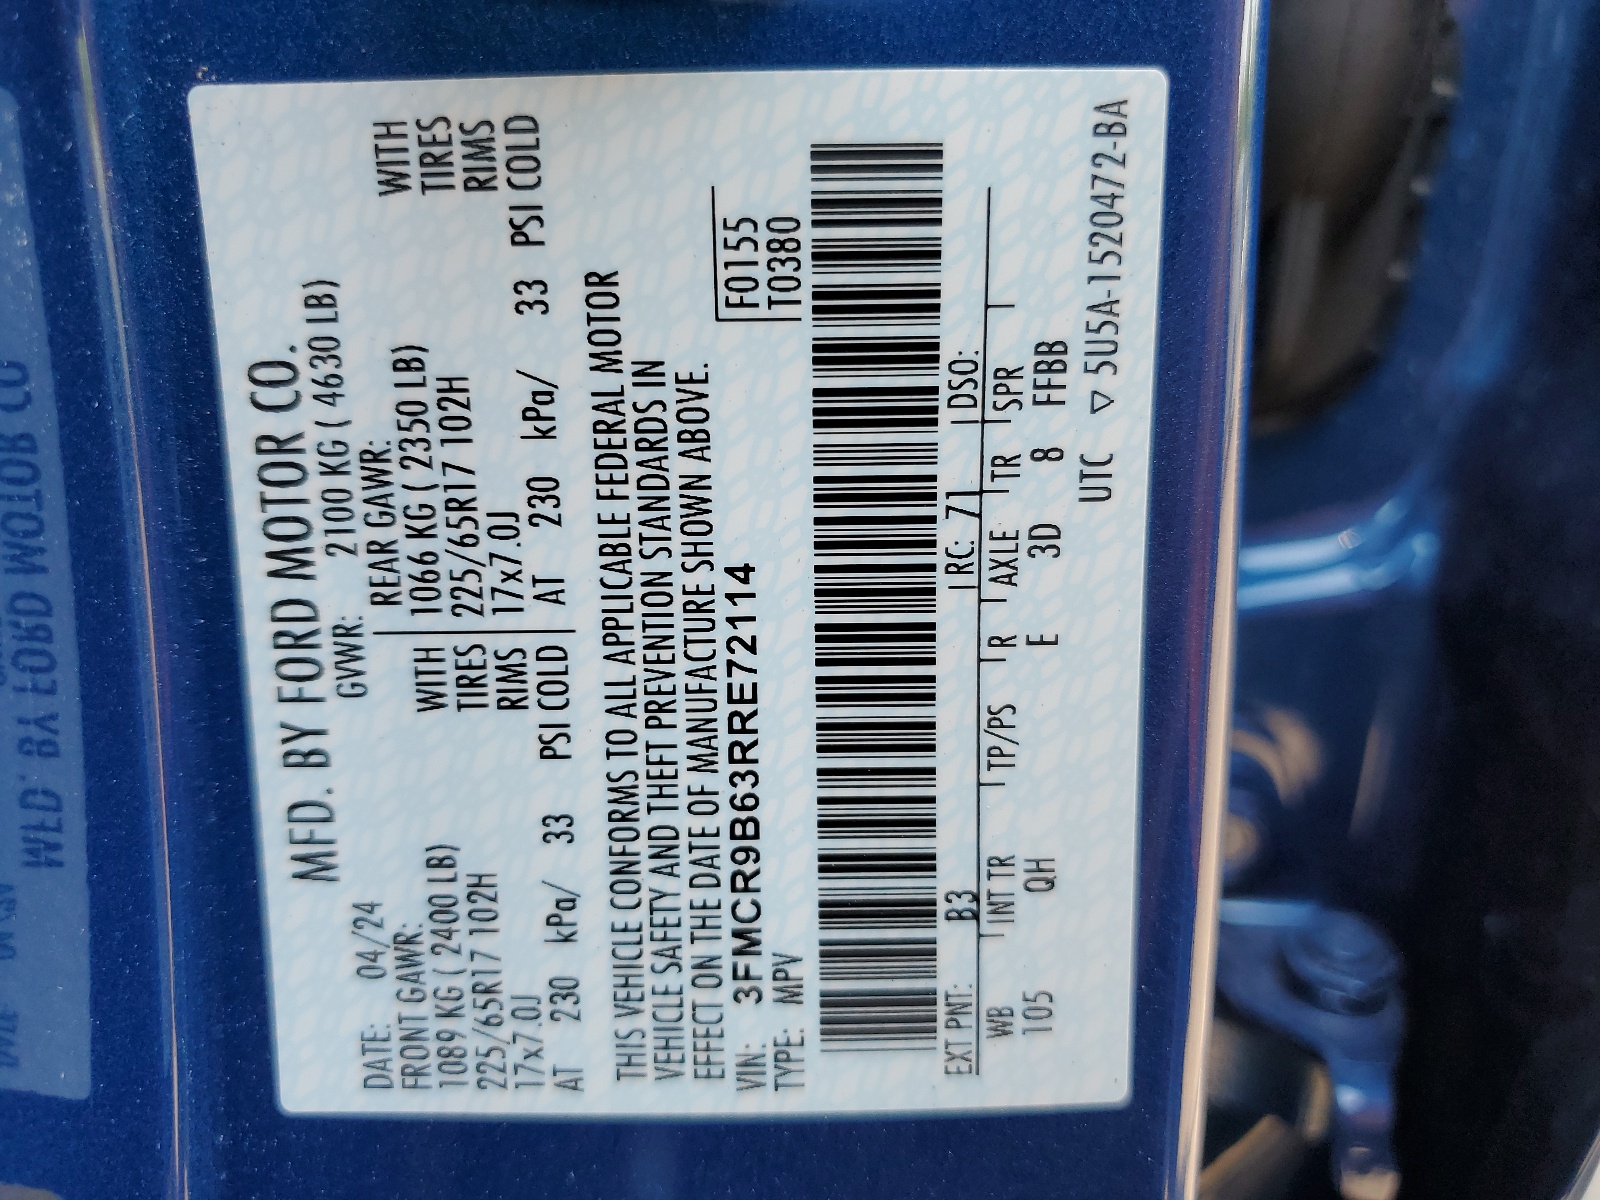 MFD. BY FORD MOTOR CO.
DATE: 04/24 GVWR: 2100 KG ( 4630 LB)
FRONT GAWR: REAR GAWR:
1089 KG ( 2400 LB) WITH 1066 KG ( 2350 LB) WITH
225/65R17 102H TIRES 225/65R17 102H TIRES
17x7.0J RIMS 17x7.0J RIMS
AT 230 kPa/ 33 PSI COLD AT 230 kPa/ 33 PSI COLD
THIS VEHICLE CONFORMS TO ALL APPLICABLE FEDERAL MOTOR
VEHICLE SAFETY AND THEFT PREVENTION STANDARDS IN
EFFECT ON THE DATE OF MANUFACTURE SHOWN ABOVE.
VIN: 3FMCR9B63RRE72114 F0155
TYPE: MPV T0380
EXT PNT: B3 RC: 71 DSO:
WB INT TR TP/PS R AXLE TR SPR
105 QH E 3D 8 FFBB
UTC ▽ 5U5A-1520472-BA